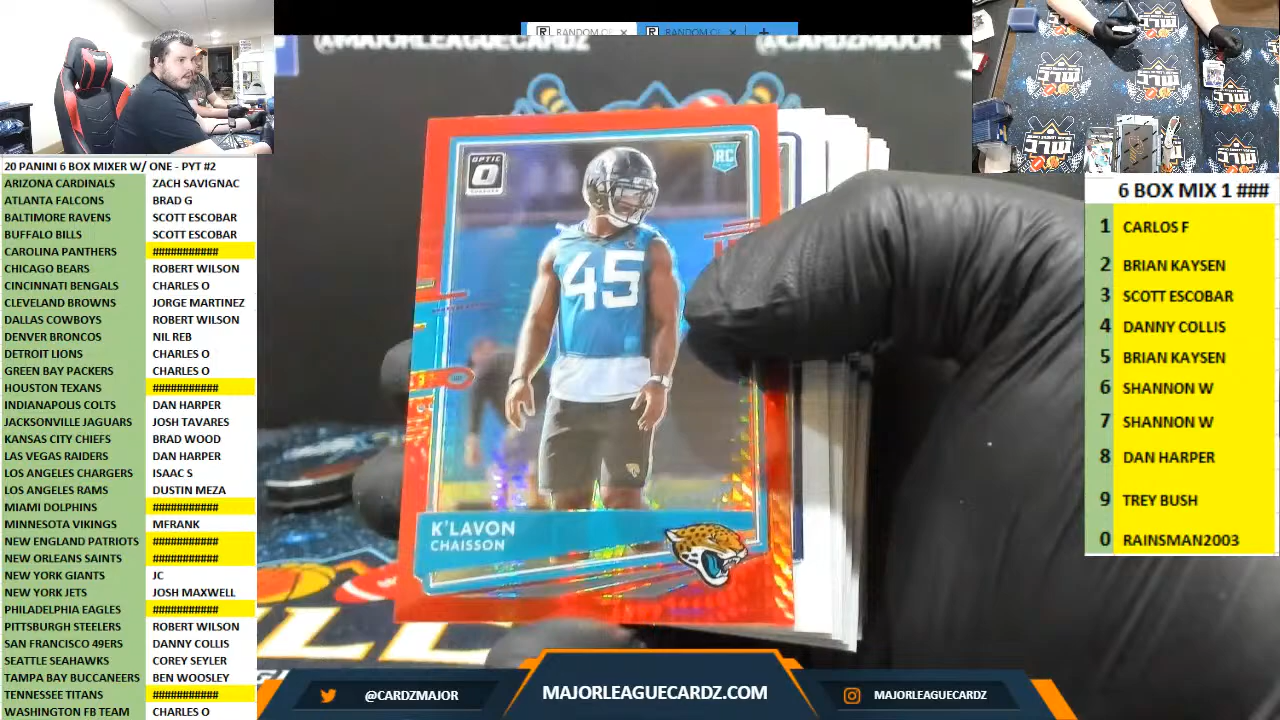 @MAJORLEAGUECARDZ
@CARDZMAJOR
20 PANINI 6 BOX MIXER W/ ONE - PYT #2
ARIZONA CARDINALS ZACH SAVIGNAC
ATLANTA FALCONS BRAD G
BALTIMORE RAVENS SCOTT ESCOBAR
BUFFALO BILLS SCOTT ESCOBAR
CAROLINA PANTHERS ###########
CHICAGO BEARS ROBERT WILSON
CINCINNATI BENGALS CHARLES O
CLEVELAND BROWNS JORGE MARTINEZ
DALLAS COWBOYS ROBERT WILSON
DENVER BRONCOS NIL REB
DETROIT LIONS CHARLES O
GREEN BAY PACKERS CHARLES O
HOUSTON TEXANS ###########
INDIANAPOLIS COLTS DAN HARPER
JACKSONVILLE JAGUARS JOSH TAVARES
KANSAS CITY CHIEFS BRAD WOOD
LAS VEGAS RAIDERS DAN HARPER
LOS ANGELES CHARGERS ISAAC S
LOS ANGELES RAMS DUSTIN MEZA
MIAMI DOLPHINS ###########
MINNESOTA VIKINGS MFRANK
NEW ENGLAND PATRIOTS ###########
NEW ORLEANS SAINTS ###########
NEW YORK GIANTS JC
NEW YORK JETS JOSH MAXWELL
PHILADELPHIA EAGLES ###########
PITTSBURGH STEELERS ROBERT WILSON
SAN FRANCISCO 49ERS DANNY COLLIS
SEATTLE SEAHAWKS COREY SEYLER
TAMPA BAY BUCCANEERS BEN WOOSLEY
TENNESSEE TITANS ###########
WASHINGTON FB TEAM CHARLES O
OPTIC
RC
45
K'LAVON
CHAISSON
6 BOX MIX 1 ###
1 CARLOS F
2 BRIAN KAYSEN
3 SCOTT ESCOBAR
4 DANNY COLLIS
5 BRIAN KAYSEN
6 SHANNON W
7 SHANNON W
8 DAN HARPER
9 TREY BUSH
0 RAINSMAN2003
@CARDZMAJOR
MAJORLEAGUECARDZ.COM
MAJORLEAGUECARDZ